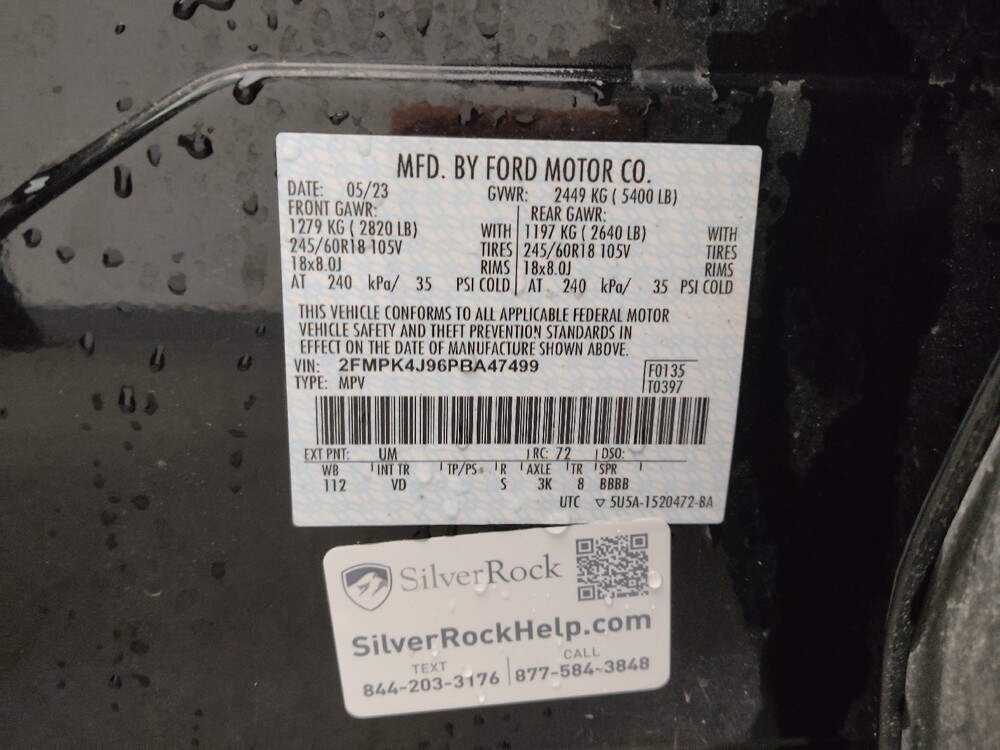 MFD. BY FORD MOTOR CO.
DATE: 05/23 GVWR: 2449 KG ( 5400 LB)
FRONT GAWR: REAR GAWR:
1279 KG ( 2820 LB) WITH 1197 KG ( 2640 LB) WITH
245/60R18 105V TIRES 245/60R18 105V TIRES
18x8.0J RIMS 18x8.0J RIMS
AT 240 kPa/ 35 PSI COLD AT 240 kPa/ 35 PSI COLD
THIS VEHICLE CONFORMS TO ALL APPLICABLE FEDERAL MOTOR
VEHICLE SAFETY AND THEFT PREVENTION STANDARDS IN
EFFECT ON THE DATE OF MANUFACTURE SHOWN ABOVE.
VIN: 2FMPK4J96PBA47499 F0135
TYPE: MPV T0397
EXT PNT: UM RC: 72 DSO:
WB INT TR TP/PS R AXLE TR SPR
112 VD S 3K 8 BBBB
UTC ▽ 5U5A-1520472-BA
SilverRock
SilverRockHelp.com
TEXT CALL
844-203-3176 877-584-3848